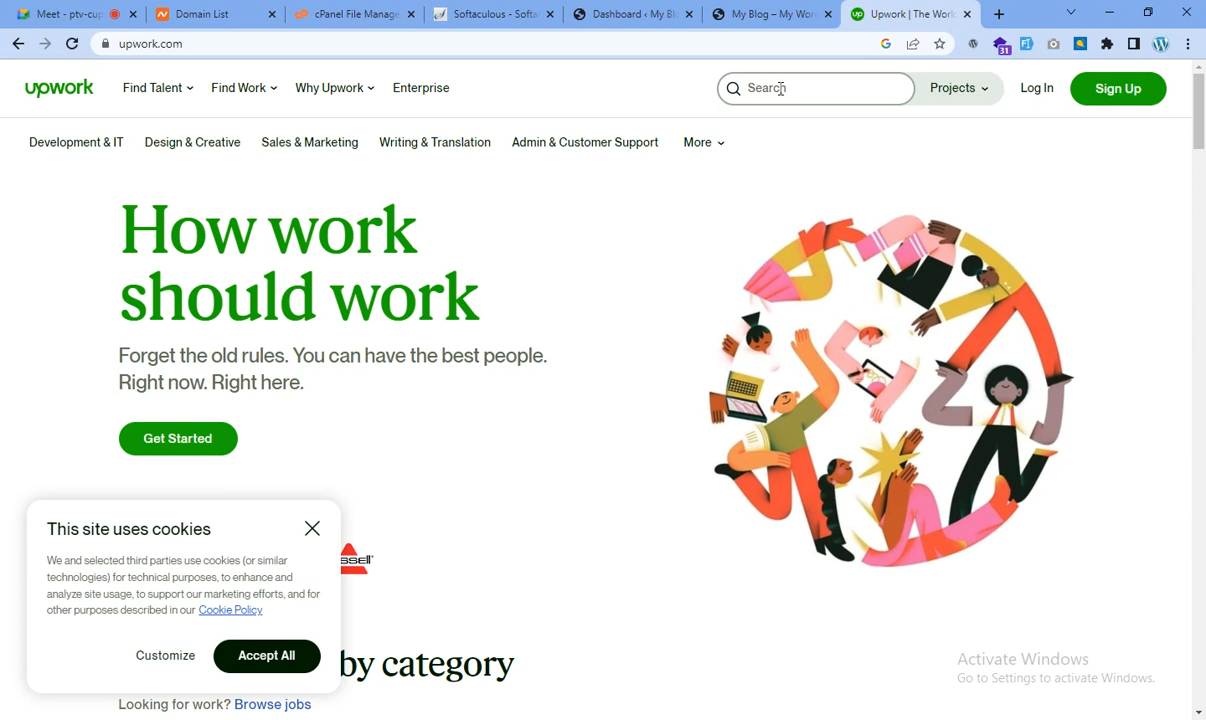 Meet - ptv-cup
Domain List
cPanel File Manage
Softaculous - Softa
Dashboard ‹ My Bl
My Blog – My Wor
Upwork | The Work
upwork.com
31
upwork
Find Talent
Find Work
Why Upwork
Enterprise
Search
Projects
Log In
Sign Up
Development & IT
Design & Creative
Sales & Marketing
Writing & Translation
Admin & Customer Support
More
How work
should work
Forget the old rules. You can have the best people.
Right now. Right here.
Get Started
This site uses cookies
We and selected third parties use cookies (or similar
technologies) for technical purposes, to enhance and
analyze site usage, to support our marketing efforts, and for
other purposes described in our Cookie Policy
Customize
Accept All
by category
Looking for work? Browse jobs
Activate Windows
Go to Settings to activate Windows.